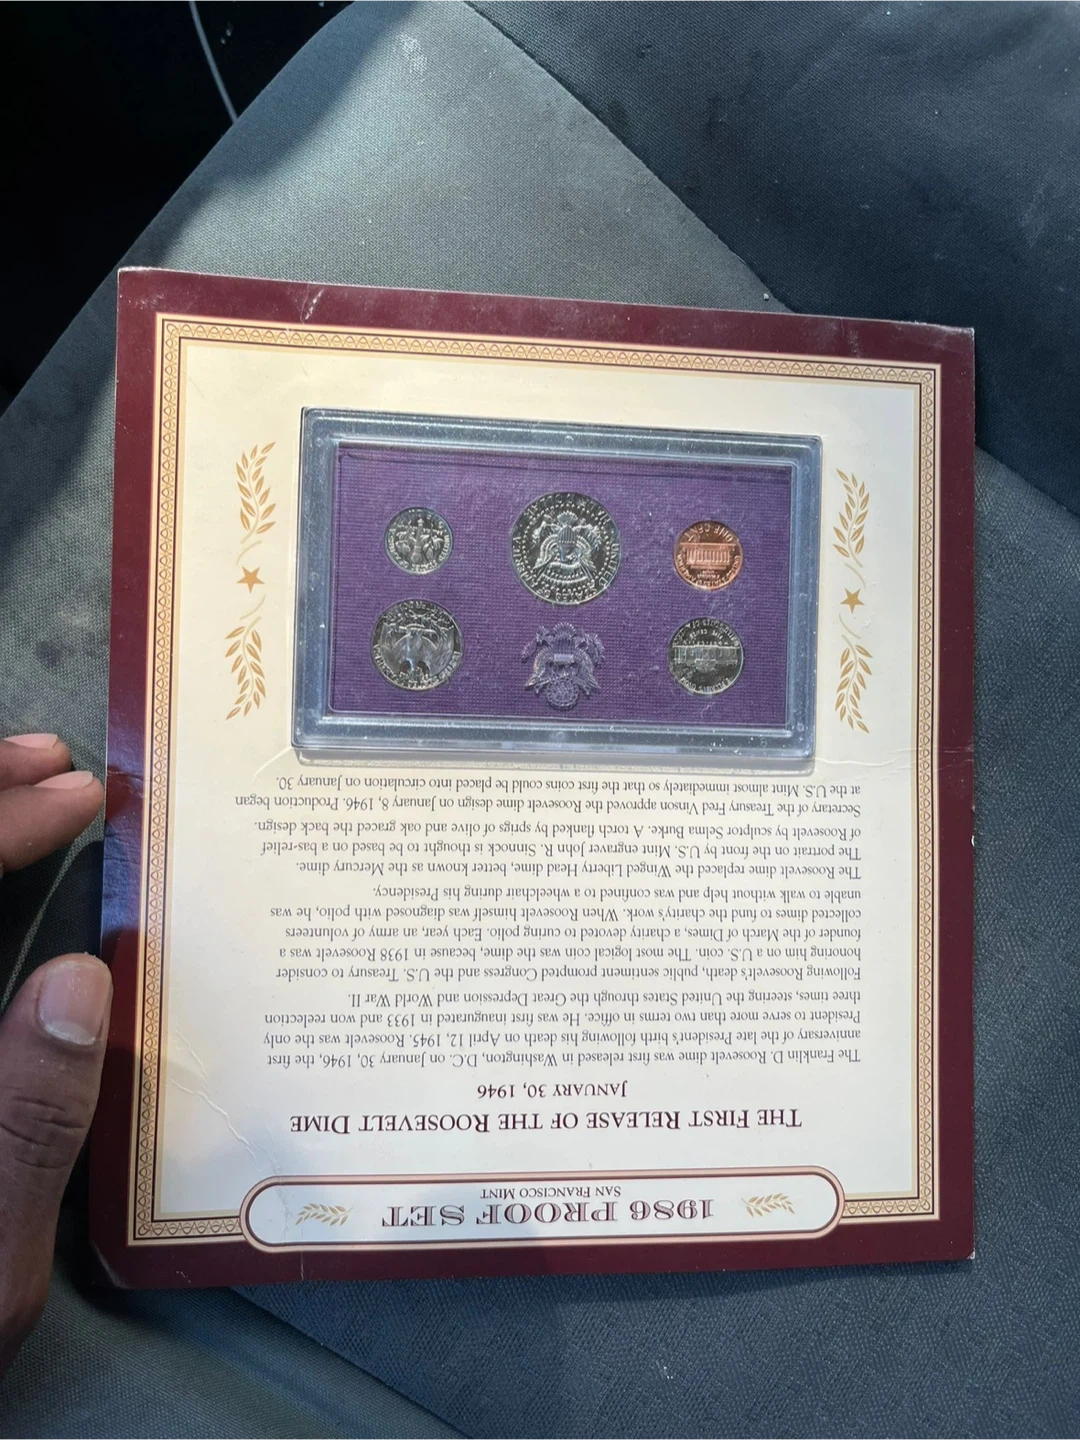 1986 PROOF SET
SAN FRANCISCO MINT
THE FIRST RELEASE OF THE ROOSEVELT DIME
JANUARY 30, 1946
The Franklin D. Roosevelt dime was first released in Washington, D.C. on January 30, 1946, the first
anniversary of the late President's birth following his death on April 12, 1945. Roosevelt was the only
President to serve more than two terms in office. He was first inaugurated in 1933 and won reelection
three times, steering the United States through the Great Depression and World War II.
Following Roosevelt's death, public sentiment prompted Congress and the U.S. Treasury to consider
honoring him on a U.S. coin. The most logical coin was the dime, because in 1938 Roosevelt was a
founder of the March of Dimes, a charity devoted to curing polio. Each year, an army of volunteers
collected dimes to fund the charity's work. When Roosevelt himself was diagnosed with polio, he was
unable to walk without help and was confined to a wheelchair during his Presidency.
The Roosevelt dime replaced the Winged Liberty Head dime, better known as the Mercury dime.
The portrait on the front by U.S. Mint engraver John R. Sinnock is thought to be based on a bas-relief
of Roosevelt by sculptor Selma Burke. A torch flanked by sprigs of olive and oak graced the back design.
Secretary of the Treasury Fred Vinson approved the Roosevelt dime design on January 8, 1946. Production began
at the U.S. Mint almost immediately so that the first coins could be placed into circulation on January 30.
ONE CENT